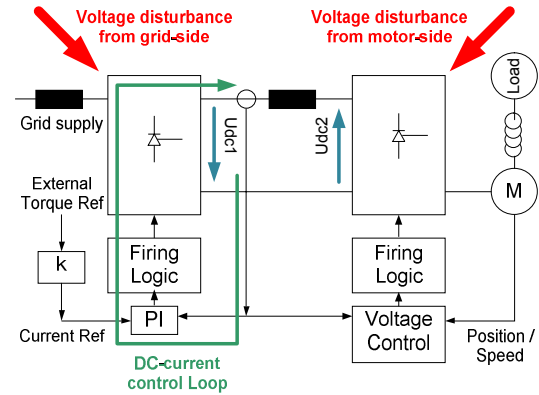 Voltage disturbance
from grid-side
Voltage disturbance
from motor-side
Grid supply
Udc1
Udc2
Load
M
External
Torque Ref
k
Current Ref
Firing
Logic
PI
Firing
Logic
Voltage
Control
Position /
Speed
DC-current
control Loop